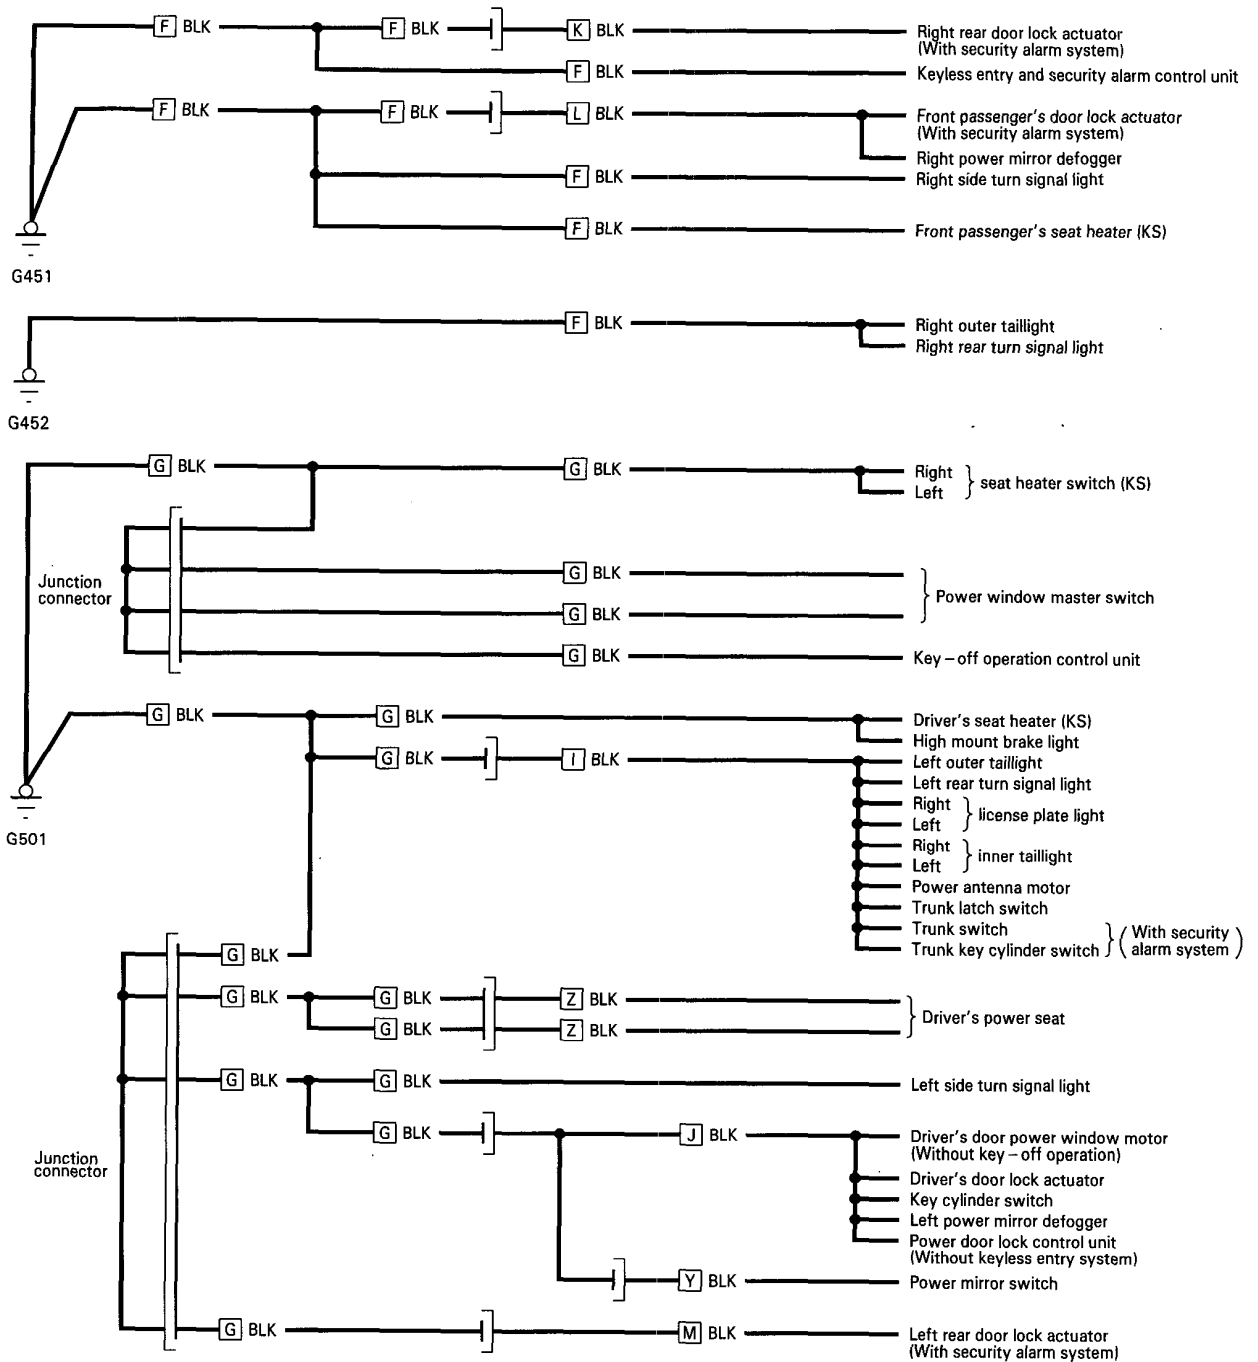 F BLK F BLK K BLK Right rear door lock actuator
(With security alarm system)
F BLK Keyless entry and security alarm control unit
F BLK F BLK L BLK Front passenger's door lock actuator
(With security alarm system)
Right power mirror defogger
F BLK Right side turn signal light
F BLK Front passenger's seat heater (KS)
G451
F BLK Right outer taillight
Right rear turn signal light
G452
G BLK G BLK Right
Left
seat heater switch (KS)
Junction
connector
G BLK
G BLK
Power window master switch
G BLK Key – off operation control unit
G BLK G BLK Driver's seat heater (KS)
High mount brake light
G BLK I BLK Left outer taillight
Left rear turn signal light
Right
Left
license plate light
Right
Left
inner taillight
Power antenna motor
Trunk latch switch
Trunk switch
Trunk key cylinder switch
(With security
alarm system)
G501
G BLK
G BLK G BLK Z BLK
G BLK Z BLK
Driver's power seat
G BLK G BLK Left side turn signal light
G BLK J BLK Driver's door power window motor
(Without key – off operation)
Driver's door lock actuator
Key cylinder switch
Left power mirror defogger
Power door lock control unit
(Without keyless entry system)
Junction
connector
Y BLK Power mirror switch
G BLK M BLK Left rear door lock actuator
(With security alarm system)